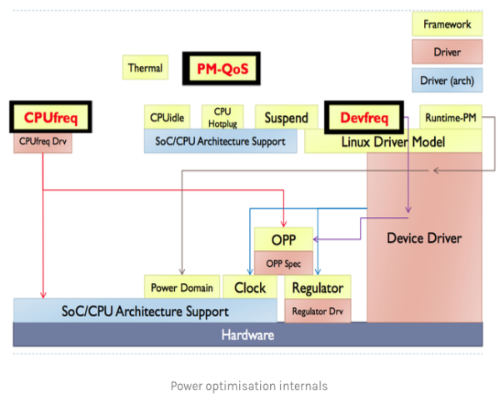 Framework
Driver
Driver (arch)
Thermal
PM-QoS
CPUfreq
CPUfreq Drv
CPUidle
CPU
Hotplug
Suspend
SoC/CPU Architecture Support
Devfreq
Runtime-PM
Linux Driver Model
OPP
OPP Spec
Device Driver
Power Domain
Clock
Regulator
Regulator Drv
SoC/CPU Architecture Support
Hardware
Power optimisation internals